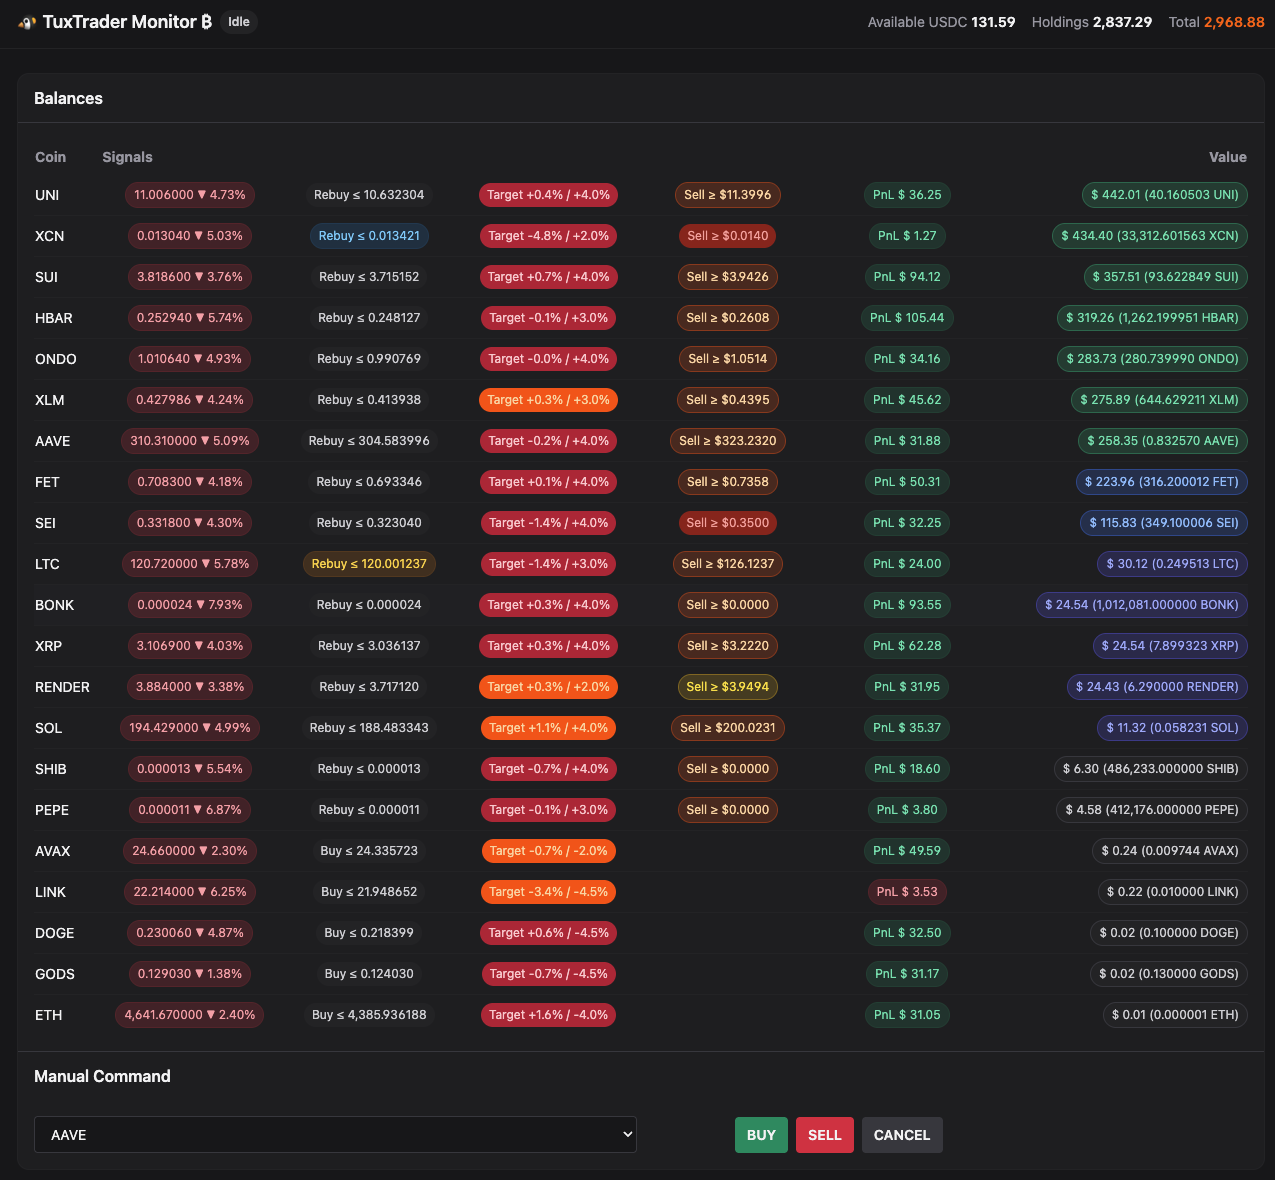 TuxTrader Monitor ₿ Idle Available USDC 131.59 Holdings 2,837.29 Total 2,968.88
Balances
Coin Signals Value
UNI 11.006000 ▼ 4.73% Rebuy ≤ 10.632304 Target +0.4% / +4.0% Sell ≥ $11.3996 PnL $ 36.25 $ 442.01 (40.160503 UNI)
XCN 0.013040 ▼ 5.03% Rebuy ≤ 0.013421 Target -4.8% / +2.0% Sell ≥ $0.0140 PnL $ 1.27 $ 434.40 (33,312.601563 XCN)
SUI 3.818600 ▼ 3.76% Rebuy ≤ 3.715152 Target +0.7% / +4.0% Sell ≥ $3.9426 PnL $ 94.12 $ 357.51 (93.622849 SUI)
HBAR 0.252940 ▼ 5.74% Rebuy ≤ 0.248127 Target -0.1% / +3.0% Sell ≥ $0.2608 PnL $ 105.44 $ 319.26 (1,262.199951 HBAR)
ONDO 1.010640 ▼ 4.93% Rebuy ≤ 0.990769 Target -0.0% / +4.0% Sell ≥ $1.0514 PnL $ 34.16 $ 283.73 (280.739990 ONDO)
XLM 0.427986 ▼ 4.24% Rebuy ≤ 0.413938 Target +0.3% / +3.0% Sell ≥ $0.4395 PnL $ 45.62 $ 275.89 (644.629211 XLM)
AAVE 310.310000 ▼ 5.09% Rebuy ≤ 304.583996 Target -0.2% / +4.0% Sell ≥ $323.2320 PnL $ 31.88 $ 258.35 (0.832570 AAVE)
FET 0.708300 ▼ 4.18% Rebuy ≤ 0.693346 Target +0.1% / +4.0% Sell ≥ $0.7358 PnL $ 50.31 $ 223.96 (316.200012 FET)
SEI 0.331800 ▼ 4.30% Rebuy ≤ 0.323040 Target -1.4% / +4.0% Sell ≥ $0.3500 PnL $ 32.25 $ 115.83 (349.100006 SEI)
LTC 120.720000 ▼ 5.78% Rebuy ≤ 120.001237 Target -1.4% / +3.0% Sell ≥ $126.1237 PnL $ 24.00 $ 30.12 (0.249513 LTC)
BONK 0.000024 ▼ 7.93% Rebuy ≤ 0.000024 Target +0.3% / +4.0% Sell ≥ $0.0000 PnL $ 93.55 $ 24.54 (1,012,081.000000 BONK)
XRP 3.106900 ▼ 4.03% Rebuy ≤ 3.036137 Target +0.3% / +4.0% Sell ≥ $3.2220 PnL $ 62.28 $ 24.54 (7.899323 XRP)
RENDER 3.884000 ▼ 3.38% Rebuy ≤ 3.717120 Target +0.3% / +2.0% Sell ≥ $3.9494 PnL $ 31.95 $ 24.43 (6.290000 RENDER)
SOL 194.429000 ▼ 4.99% Rebuy ≤ 188.483343 Target +1.1% / +4.0% Sell ≥ $200.0231 PnL $ 35.37 $ 11.32 (0.058231 SOL)
SHIB 0.000013 ▼ 5.54% Rebuy ≤ 0.000013 Target -0.7% / +4.0% Sell ≥ $0.0000 PnL $ 18.60 $ 6.30 (486,233.000000 SHIB)
PEPE 0.000011 ▼ 6.87% Rebuy ≤ 0.000011 Target -0.1% / +3.0% Sell ≥ $0.0000 PnL $ 3.80 $ 4.58 (412,176.000000 PEPE)
AVAX 24.660000 ▼ 2.30% Buy ≤ 24.335723 Target -0.7% / -2.0% PnL $ 49.59 $ 0.24 (0.009744 AVAX)
LINK 22.214000 ▼ 6.25% Buy ≤ 21.948652 Target -3.4% / -4.5% PnL $ 3.53 $ 0.22 (0.010000 LINK)
DOGE 0.230060 ▼ 4.87% Buy ≤ 0.218399 Target +0.6% / -4.5% PnL $ 32.50 $ 0.02 (0.100000 DOGE)
GODS 0.129030 ▼ 1.38% Buy ≤ 0.124030 Target -0.7% / -4.5% PnL $ 31.17 $ 0.02 (0.130000 GODS)
ETH 4,641.670000 ▼ 2.40% Buy ≤ 4,385.936188 Target +1.6% / -4.0% PnL $ 31.05 $ 0.01 (0.000001 ETH)
Manual Command
AAVE BUY SELL CANCEL